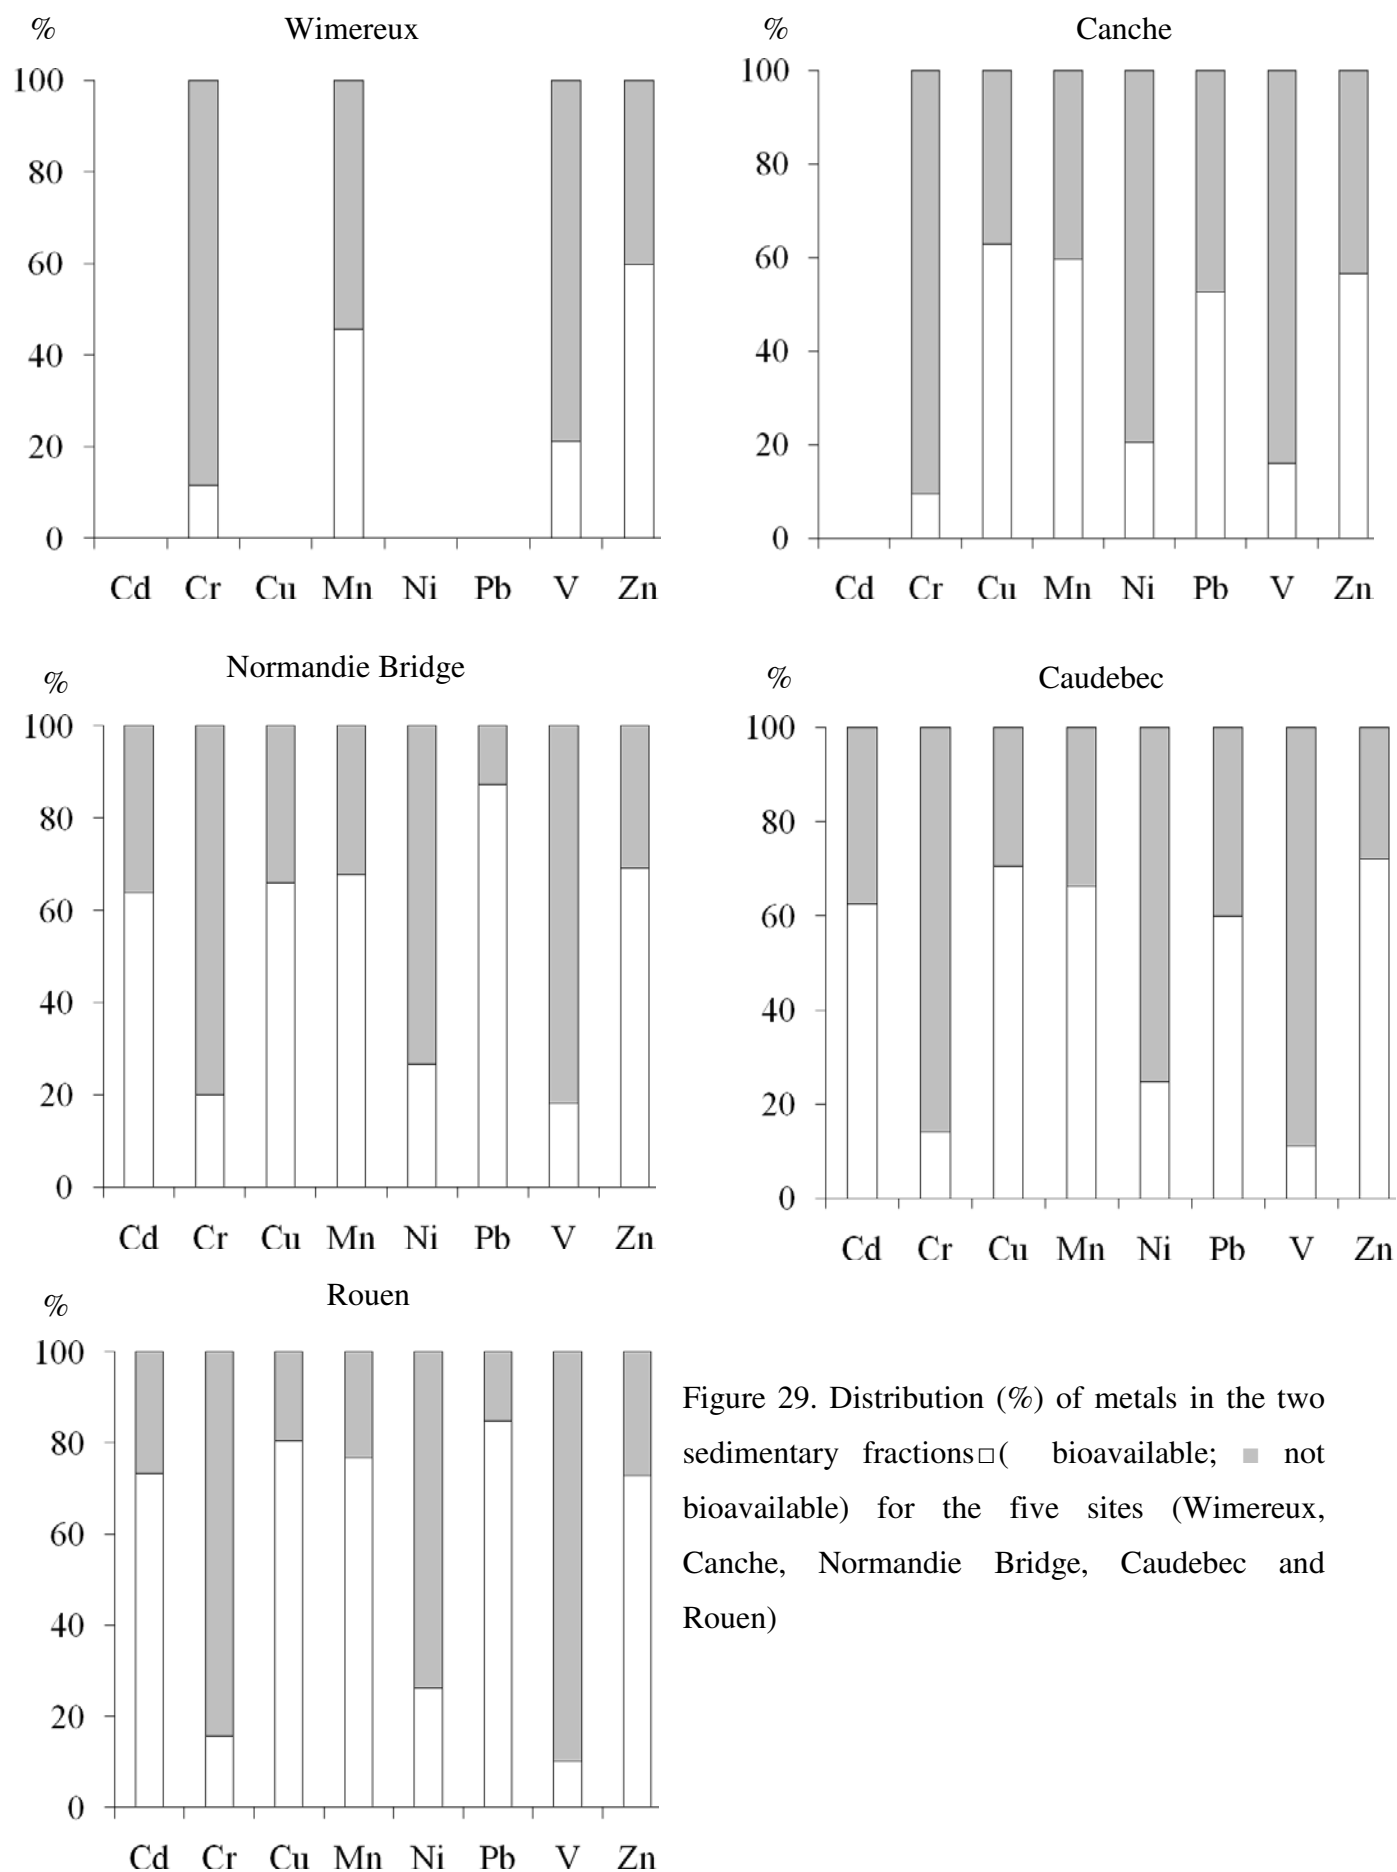 %
Wimereux
100
80
60
40
20
0
Cd Cr Cu Mn Ni Pb V Zn
%
Canche
100
80
60
40
20
0
Cd Cr Cu Mn Ni Pb V Zn
%
Normandie Bridge
100
80
60
40
20
0
Cd Cr Cu Mn Ni Pb V Zn
%
Caudebec
100
80
60
40
20
0
Cd Cr Cu Mn Ni Pb V Zn
%
Rouen
100
80
60
40
20
0
Cd Cr Cu Mn Ni Pb V Zn
Figure 29. Distribution (%) of metals in the two
sedimentary fractions□( bioavailable; ■ not
bioavailable) for the five sites (Wimereux,
Canche, Normandie Bridge, Caudebec and
Rouen)